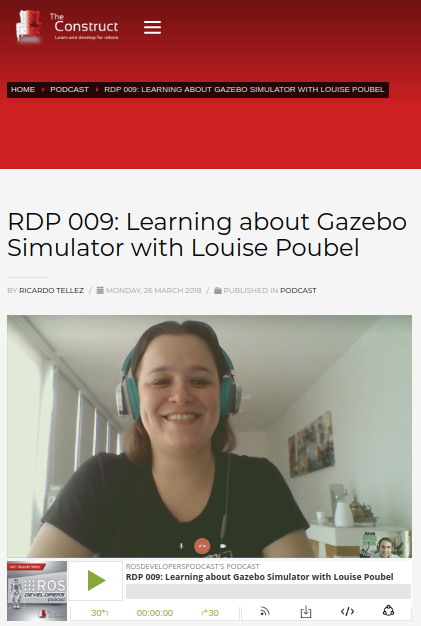 The
Construct
Learn and develop for robots
HOME PODCAST RDP 009: LEARNING ABOUT GAZEBO SIMULATOR WITH LOUISE POUBEL
RDP 009: Learning about Gazebo
Simulator with Louise Poubel
BY RICARDO TELLEZ / MONDAY, 26 MARCH 2018 / PUBLISHED IN PODCAST
ROSDEVELOPERSPODCAST'S PODCAST
RDP 009: Learning about Gazebo Simulator with Louise Poubel
ROS
DEVELOPERS
podcast
30 00:00:00 30